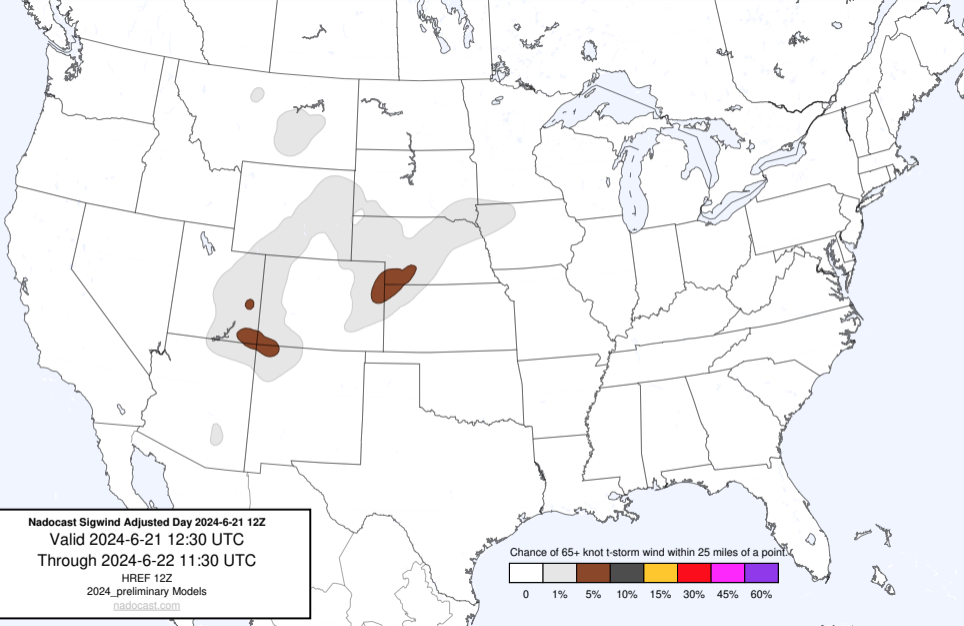 Nadocast Sigwind Adjusted Day 2024-6-21 12Z
Valid 2024-6-21 12:30 UTC
Through 2024-6-22 11:30 UTC
HREF 12Z
2024_preliminary Models
nadocast.com
Chance of 65+ knot t-storm wind within 25 miles of a point.
0 1% 5% 10% 15% 30% 45% 60%